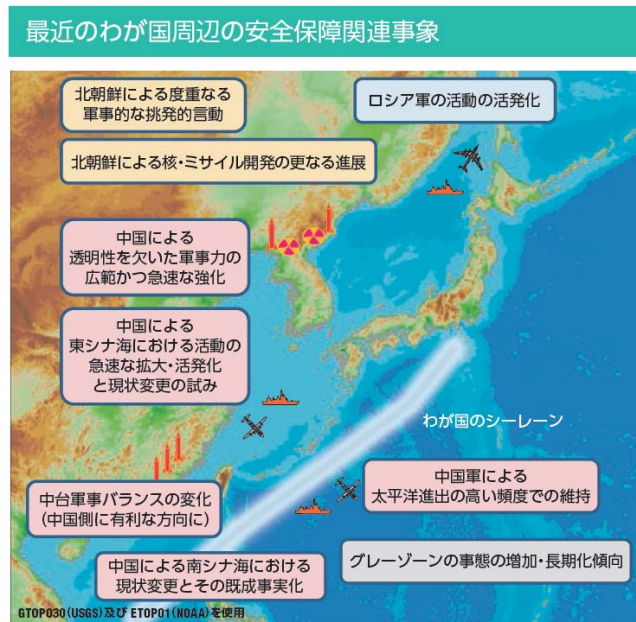 最近のわが国周辺の安全保障関連事象
北朝鮮による度重なる
軍事的な挑発的言動
ロシア軍の活動の活発化
北朝鮮による核・ミサイル開発の更なる進展
中国による
透明性を欠いた軍事力の
広範かつ急速な強化
中国による
東シナ海における活動の
急速な拡大・活発化
と現状変更の試み
わが国のシーレーン
中国軍による
太平洋進出の高い頻度での維持
中台軍事バランスの変化
(中国側に有利な方向に)
中国による南シナ海における
現状変更とその既成事実化
グレーゾーンの事態の増加・長期化傾向
GTOPO30(USGS)及び ETOPO1(NOAA)を使用